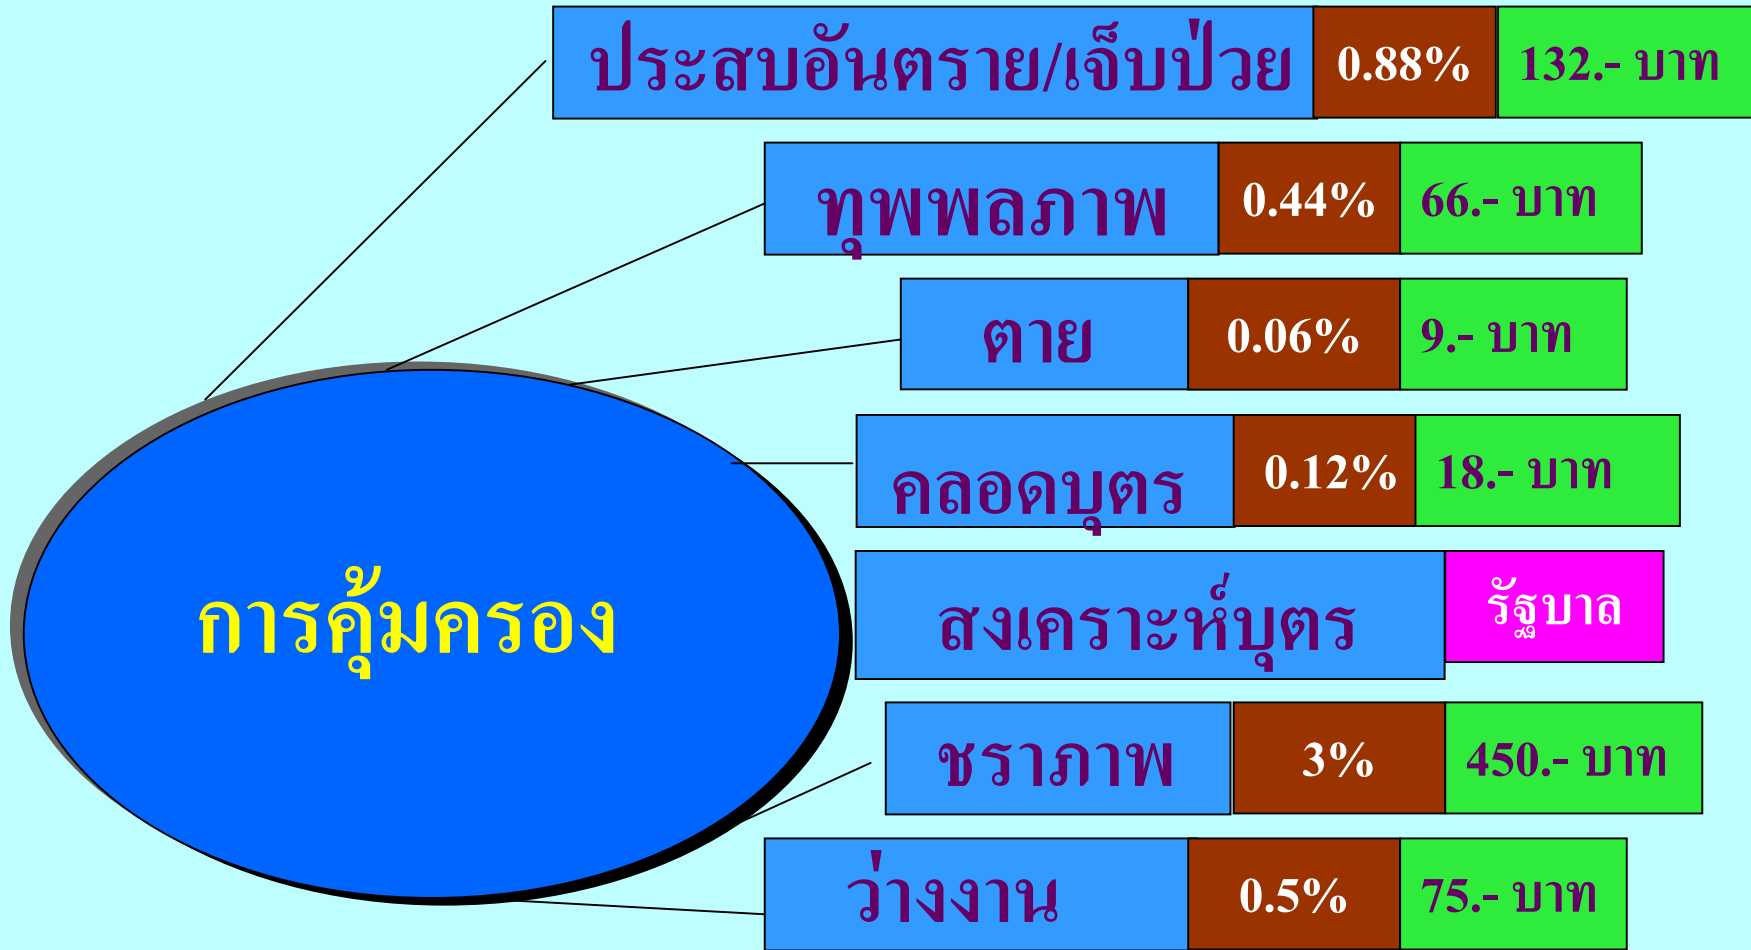 ประสบอันตราย/เจ็บป่วย 0.88% 132.- บาท
ทุพพลภาพ 0.44% 66.- บาท
ตาย 0.06% 9.- บาท
คลอดบุตร 0.12% 18.- บาท
การคุ้มครอง
สงเคราะห์บุตร รัฐบาล
ชราภาพ 3% 450.- บาท
ว่างงาน 0.5% 75.- บาท